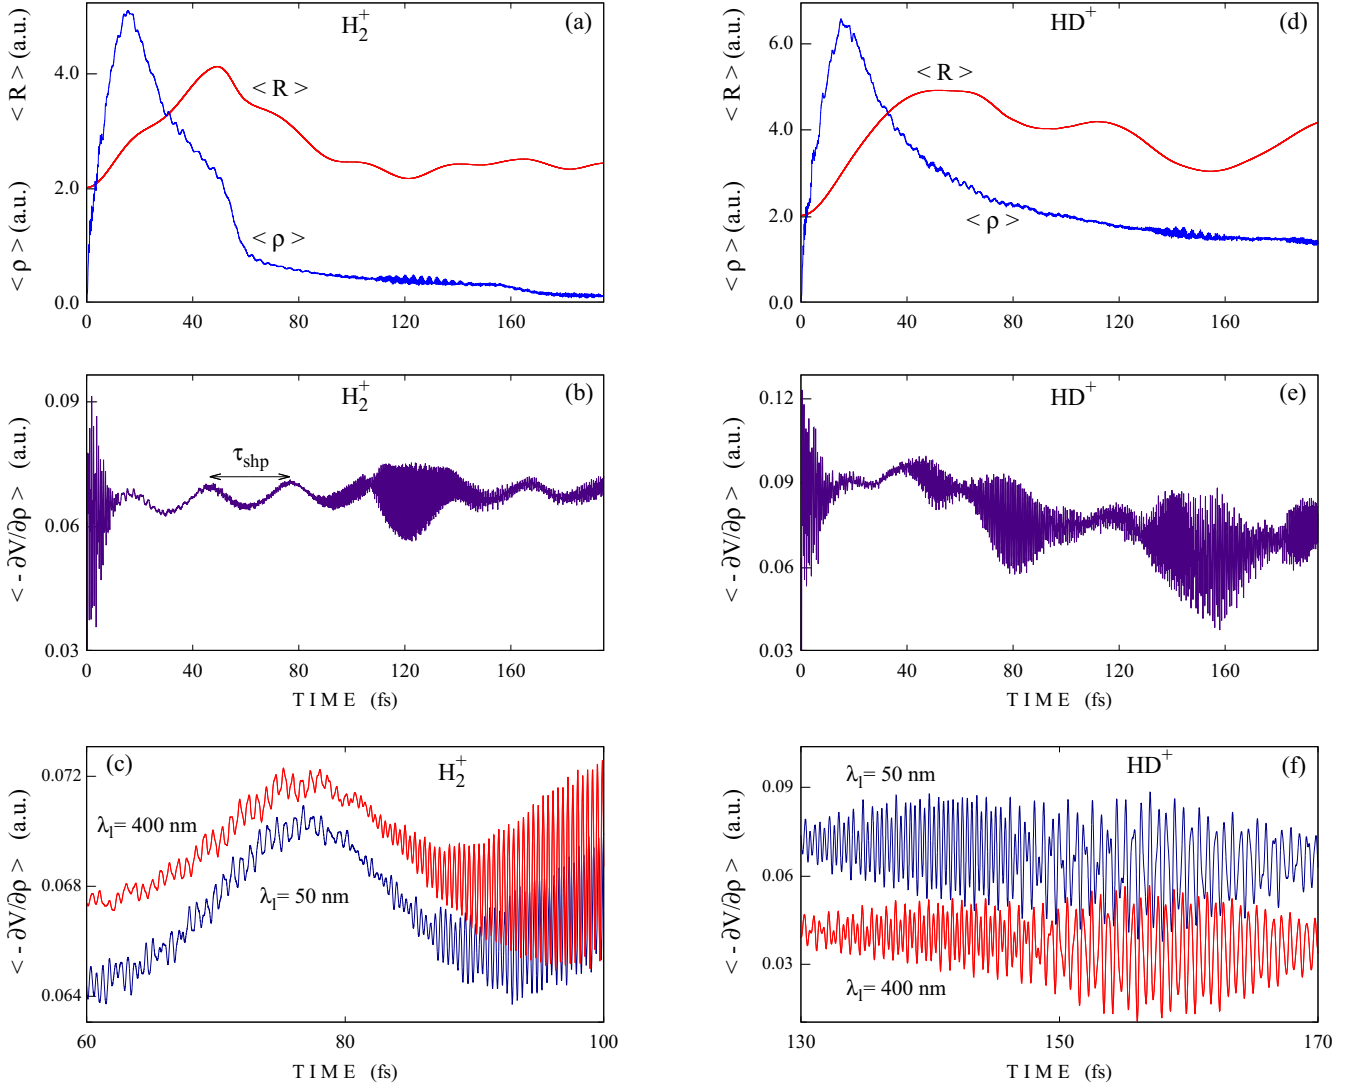 (a)
H₂⁺
< R > (a.u.)
< ρ > (a.u.)
4.0
2.0
0.0
< R >
< ρ >
0 40 80 120 160
(d)
HD⁺
< R > (a.u.)
< ρ > (a.u.)
6.0
4.0
2.0
0.0
< R >
< ρ >
0 40 80 120 160
(b)
H₂⁺
< - ∂V/∂ρ > (a.u.)
0.09
0.06
0.03
τshp
0 40 80 120 160
TIME (fs)
(e)
HD⁺
< - ∂V/∂ρ > (a.u.)
0.12
0.09
0.06
0.03
0 40 80 120 160
TIME (fs)
(c)
H₂⁺
< - ∂V/∂ρ > (a.u.)
0.072
0.068
0.064
λₗ= 400 nm
λₗ= 50 nm
60 80 100
TIME (fs)
(f)
HD⁺
< - ∂V/∂ρ > (a.u.)
0.09
0.06
0.03
λₗ= 50 nm
λₗ= 400 nm
130 150 170
TIME (fs)